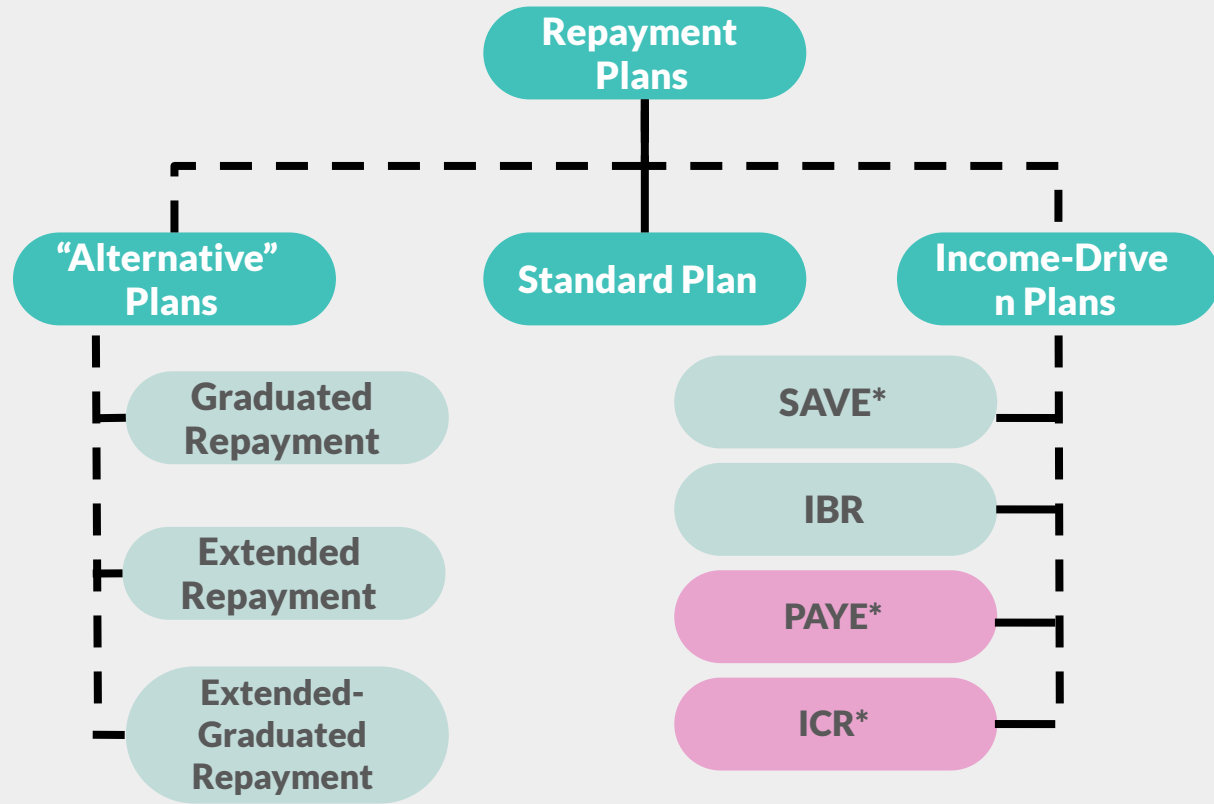 Repayment
Plans
“Alternative”
Plans
Standard Plan
Income-Drive
n Plans
Graduated
Repayment
Extended
Repayment
Extended-
Graduated
Repayment
SAVE*
IBR
PAYE*
ICR*